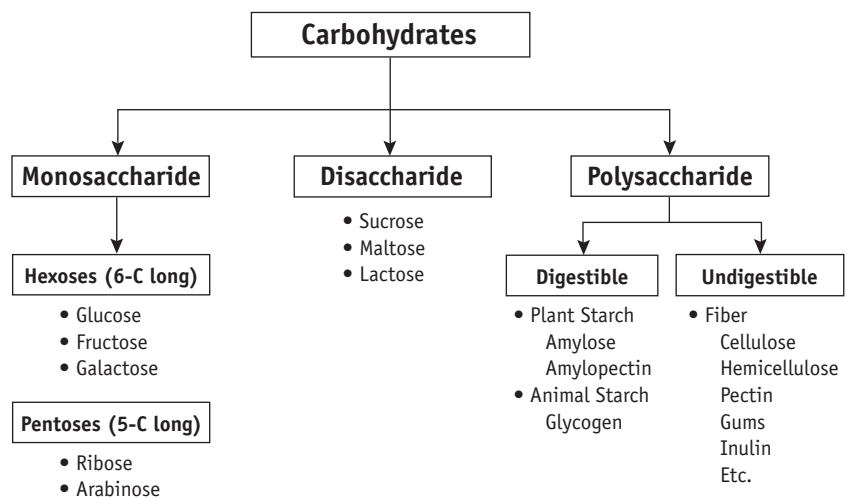 Carbohydrates
Monosaccharide
Hexoses (6-C long)
• Glucose
• Fructose
• Galactose
Pentoses (5-C long)
• Ribose
• Arabinose
Disaccharide
• Sucrose
• Maltose
• Lactose
Polysaccharide
Digestible
• Plant Starch
Amylose
Amylopectin
• Animal Starch
Glycogen
Undigestible
• Fiber
Cellulose
Hemicellulose
Pectin
Gums
Inulin
Etc.